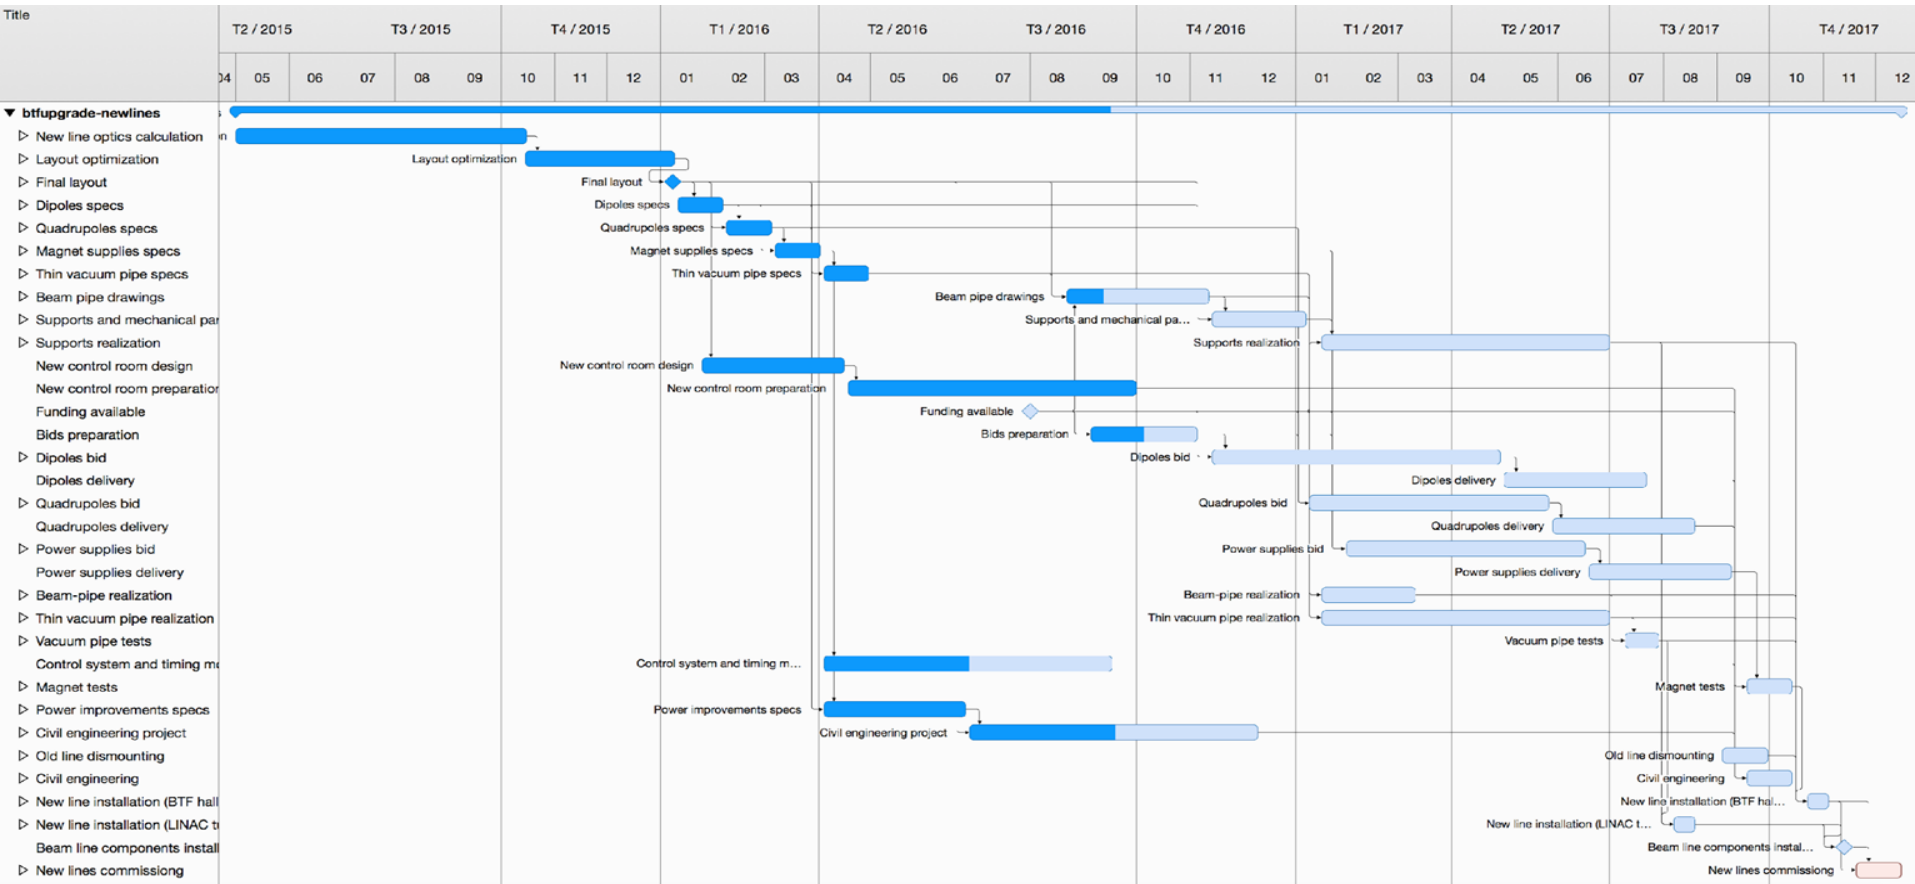 Title
T2 / 2015 T3 / 2015 T4 / 2015 T1 / 2016 T2 / 2016 T3 / 2016 T4 / 2016 T1 / 2017 T2 / 2017 T3 / 2017 T4 / 2017
04 05 06 07 08 09 10 11 12 01 02 03 04 05 06 07 08 09 10 11 12 01 02 03 04 05 06 07 08 09 10 11 12
btfupgrade-newlines s
New line optics calculation n
Layout optimization Layout optimization
Final layout Final layout
Dipoles specs Dipoles specs
Quadrupoles specs Quadrupoles specs
Magnet supplies specs Magnet supplies specs
Thin vacuum pipe specs Thin vacuum pipe specs
Beam pipe drawings Beam pipe drawings
Supports and mechanical par Supports and mechanical pa...
Supports realization Supports realization
New control room design New control room design
New control room preparation New control room preparation
Funding available Funding available
Bids preparation Bids preparation
Dipoles bid Dipoles bid
Dipoles delivery Dipoles delivery
Quadrupoles bid Quadrupoles bid
Quadrupoles delivery Quadrupoles delivery
Power supplies bid Power supplies bid
Power supplies delivery Power supplies delivery
Beam-pipe realization Beam-pipe realization
Thin vacuum pipe realization Thin vacuum pipe realization
Vacuum pipe tests Vacuum pipe tests
Control system and timing m Control system and timing m...
Magnet tests Magnet tests
Power improvements specs Power improvements specs
Civil engineering project Civil engineering project
Old line dismounting Old line dismounting
Civil engineering Civil engineering
New line installation (BTF hall New line installation (BTF hal...
New line installation (LINAC t New line installation (LINAC t...
Beam line components install Beam line components instal...
New lines commissiong New lines commissiong